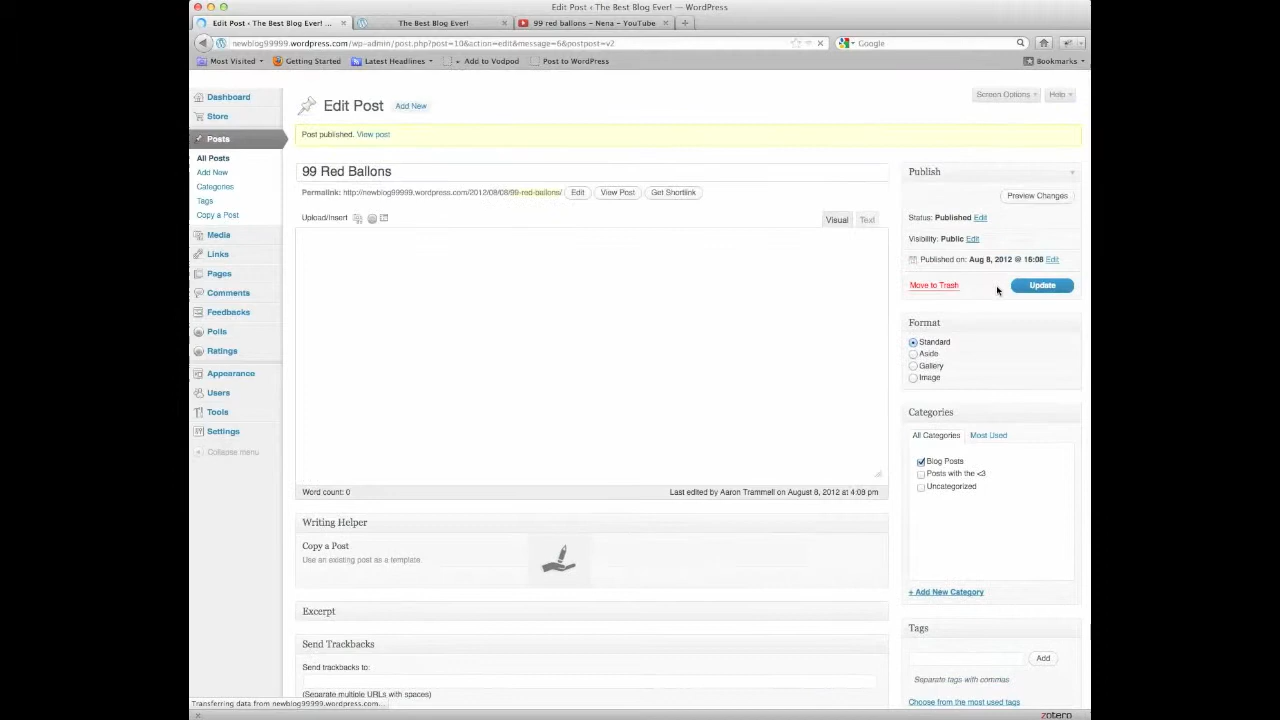 Edit Post ‹ The Best Blog Ever! — WordPress
Edit Post ‹ The Best Blog Ever! ...
The Best Blog Ever!
99 red balloons - Nena - YouTube
newblog99999.wordpress.com/wp-admin/post.php?post=10&action=edit&message=6&postpost=v2
Google
Most Visited
Getting Started
Latest Headlines
Add to Vodpod
Post to WordPress
Bookmarks
Dashboard
Store
Posts
All Posts
Add New
Categories
Tags
Copy a Post
Media
Links
Pages
Comments
Feedbacks
Polls
Ratings
Appearance
Users
Tools
Settings
Collapse menu
Screen Options
Help
Edit Post Add New
Post published. View post
99 Red Ballons
Permalink: http://newblog99999.wordpress.com/2012/08/08/99-red-ballons/ Edit View Post Get Shortlink
Upload/Insert
Visual Text
Word count: 0 Last edited by Aaron Trammell on August 8, 2012 at 4:08 pm
Writing Helper
Copy a Post
Use an existing post as a template.
Excerpt
Send Trackbacks
Send trackbacks to:
(Separate multiple URLs with spaces)
Publish
Preview Changes
Status: Published Edit
Visibility: Public Edit
Published on: Aug 8, 2012 @ 16:08 Edit
Move to Trash Update
Format
Standard
Aside
Gallery
Image
Categories
All Categories Most Used
Blog Posts
Posts with the <3
Uncategorized
+ Add New Category
Tags
Add
Separate tags with commas
Choose from the most used tags
Transferring data from newblog99999.wordpress.com...
zotero